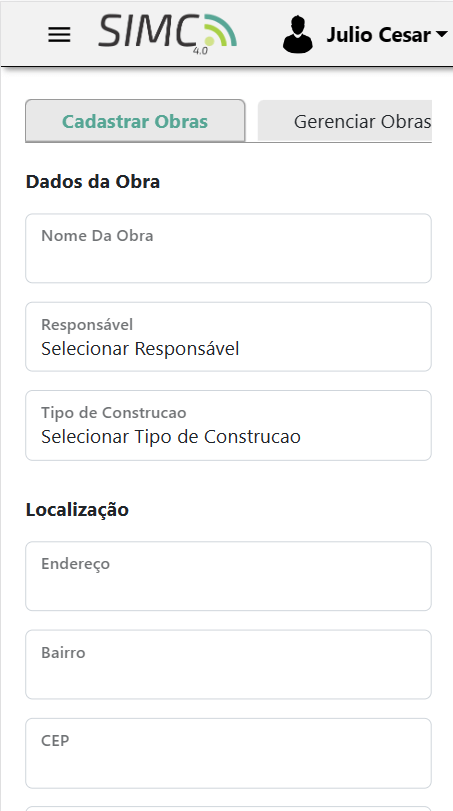 SIMC
4.0
Julio Cesar
Cadastrar Obras
Gerenciar Obras
Dados da Obra
Nome Da Obra
Responsável
Selecionar Responsável
Tipo de Construcao
Selecionar Tipo de Construcao
Localização
Endereço
Bairro
CEP